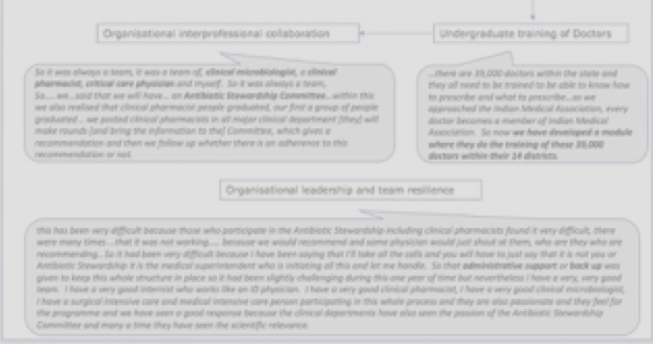 Organisational interprofessional collaboration
Undergraduate training of Doctors
So it was always a team, it was a team of, clinical microbiologist, a clinical
pharmacist, critical care physician and myself. So it was always a team,
So.....we...said that we will have... an Antibiotic Stewardship Committee...within this
we also realised that clinical pharmacist people graduated, our first a group of people
graduated .. we posted clinical pharmacists in all major clinical department [they] will
make rounds [and bring the information to the] Committee, which gives a
recommendation and then we follow up whether there is an adherence to this
recommendation or not.
...there are 39,000 doctors within the state and
they all need to be trained to be able to know how
to prescribe and what to prescribe...so we
approached the Indian Medical Association, every
doctor becomes a member of Indian Medical
Association. So now we have developed a module
where they do the training of these 39,000
doctors within their 14 districts.
Organisational leadership and team resilience
this has been very difficult because those who participate in the Antibiotic Stewardship including clinical pharmacists found it very difficult, there
were many times ...that it was not working..... because we would recommend and some physician would just shout at them, who are they who are
recommending.. So it had been very difficult because I have been saying that I'll take all the calls and you will have to just say that it is not you or
Antibiotic Stewardship it is the medical superintendent who is initiating all this and let me handle. So that administrative support or back up was
given to keep this whole structure in place so it had been slightly challenging during this one year of time but nevertheless I have a very, very good
team. I have a very good internist who works like an ID physician. I have a very good clinical pharmacist, I have a very good clinical microbiologist,
I have a surgical intensive care and medical intensive care person participating in this whole process and they are also passionate and they feel for
the programme and we have seen a good response because the clinical departments have also seen the passion of the Antibiotic Stewardship
Committee and many a time they have seen the scientific relevance.